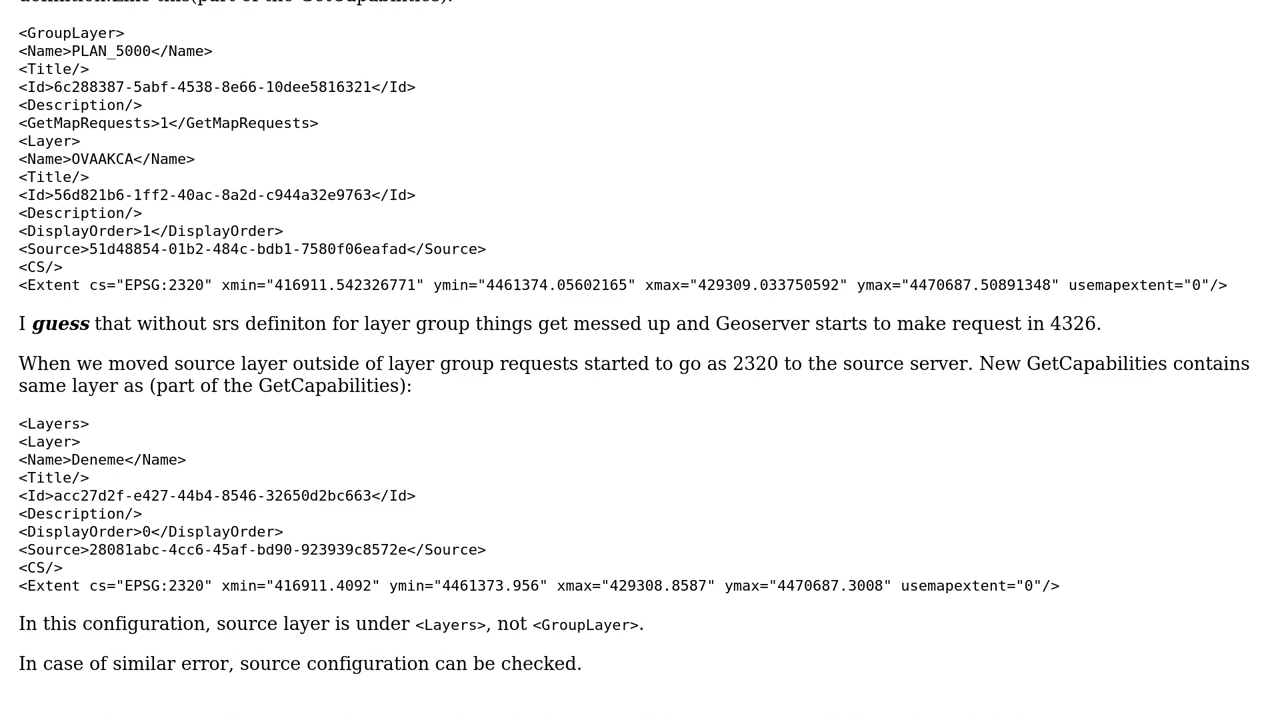 definition.Like this(part of the GetCapabilities):
<GroupLayer>
<Name>PLAN_5000</Name>
<Title/>
<Id>6c288387-5abf-4538-8e66-10dee5816321</Id>
<Description/>
<GetMapRequests>1</GetMapRequests>
<Layer>
<Name>OVAAKCA</Name>
<Title/>
<Id>56d821b6-1ff2-40ac-8a2d-c944a32e9763</Id>
<Description/>
<DisplayOrder>1</DisplayOrder>
<Source>51d48854-01b2-484c-bdb1-7580f06eafad</Source>
<CS/>
<Extent cs="EPSG:2320" xmin="416911.542326771" ymin="4461374.05602165" xmax="429309.033750592" ymax="4470687.50891348" usemapextent="0"/>
I guess that without srs definiton for layer group things get messed up and Geoserver starts to make request in 4326.
When we moved source layer outside of layer group requests started to go as 2320 to the source server. New GetCapabilities contains
same layer as (part of the GetCapabilities):
<Layers>
<Layer>
<Name>Deneme</Name>
<Title/>
<Id>acc27d2f-e427-44b4-8546-32650d2bc663</Id>
<Description/>
<DisplayOrder>0</DisplayOrder>
<Source>28081abc-4cc6-45af-bd90-923939c8572e</Source>
<CS/>
<Extent cs="EPSG:2320" xmin="416911.4092" ymin="4461373.956" xmax="429308.8587" ymax="4470687.3008" usemapextent="0"/>
In this configuration, source layer is under <Layers>, not <GroupLayer>.
In case of similar error, source configuration can be checked.